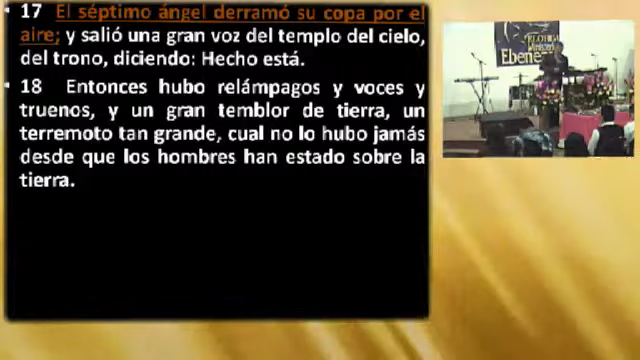 17 El séptimo ángel derramó su copa por el
aire; y salió una gran voz del templo del cielo,
del trono, diciendo: Hecho está.
18 Entonces hubo relámpagos y voces y
truenos, y un gran temblor de tierra, un
terremoto tan grande, cual no lo hubo jamás
desde que los hombres han estado sobre la
tierra.
Eben